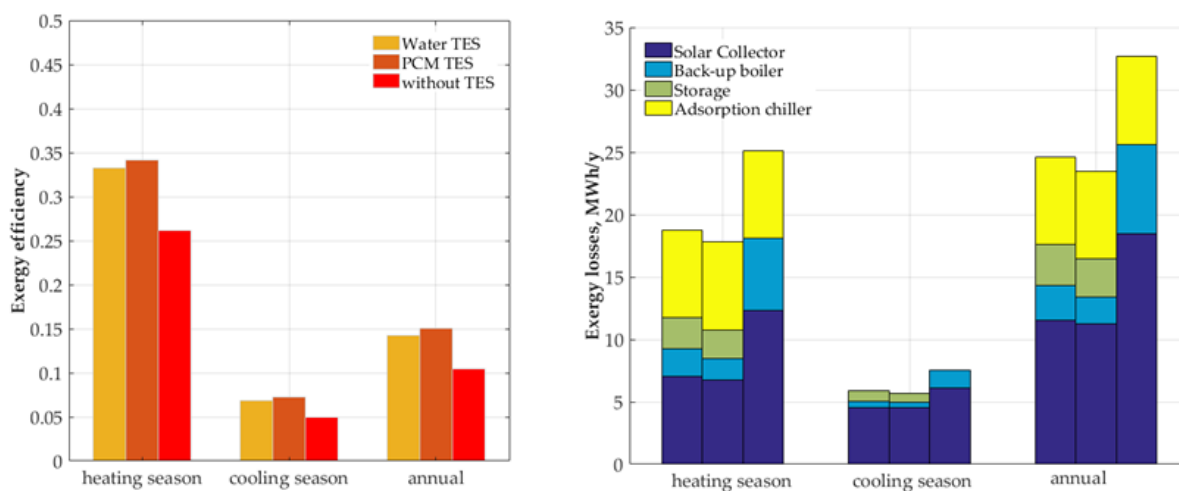 0.5
0.45
0.4
0.35
0.3
0.25
0.2
0.15
0.1
0.05
0
Exergy efficiency
Water TES
PCM TES
without TES
heating season
cooling season
annual
35
30
25
20
15
10
5
0
Exergy losses, MWh/y
Solar Collector
Back-up boiler
Storage
Adsorption chiller
heating season
cooling season
annual